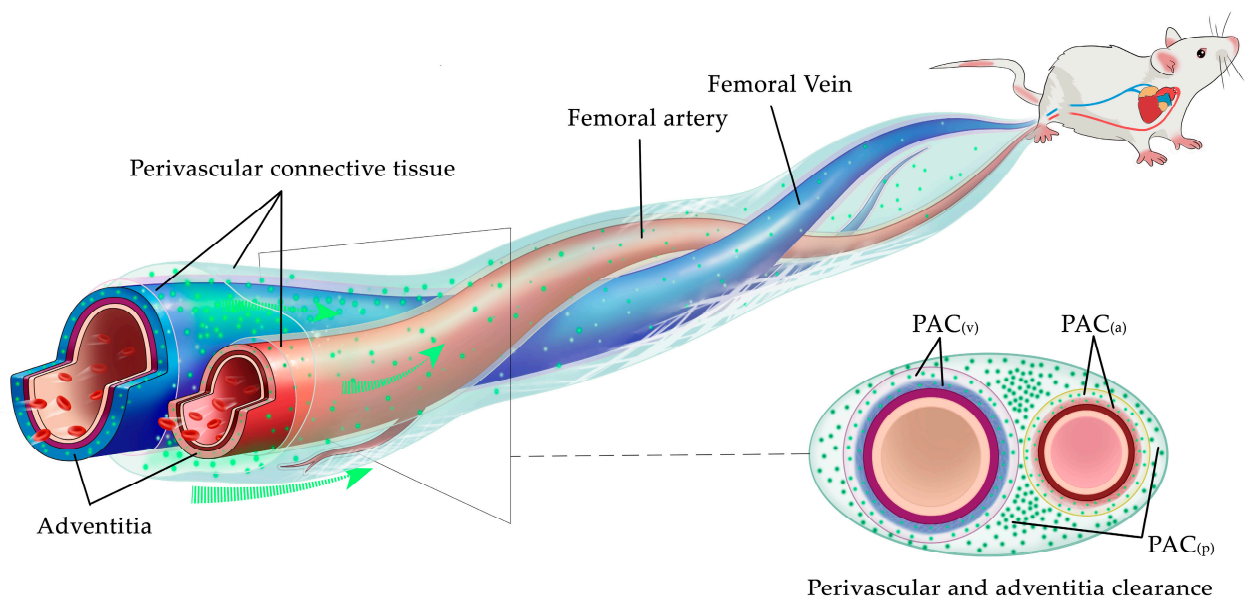 Femoral Vein
Femoral artery
Perivascular connective tissue
PAC(v)
PAC(a)
Adventitia
PAC(p)
Perivascular and adventitia clearance